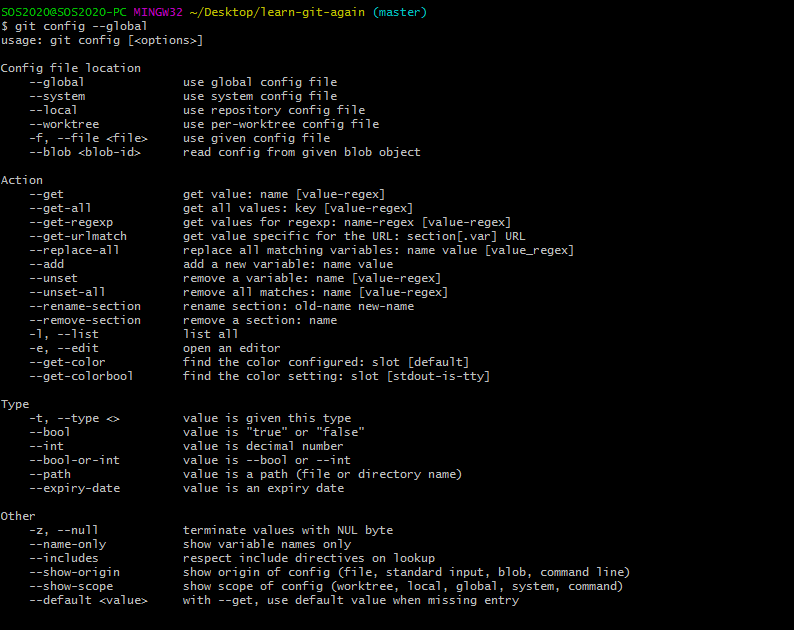 SOS2020@SOS2020-PC MINGW32 ~/Desktop/learn-git-again (master)
$ git config --global
usage: git config [<options>]

Config file location
    --global              use global config file
    --system              use system config file
    --local               use repository config file
    --worktree            use per-worktree config file
    -f, --file <file>     use given config file
    --blob <blob-id>      read config from given blob object

Action
    --get                 get value: name [value-regex]
    --get-all             get all values: key [value-regex]
    --get-regexp          get values for regexp: name-regex [value-regex]
    --get-urlmatch        get value specific for the URL: section[.var] URL
    --replace-all         replace all matching variables: name value [value_regex]
    --add                 add a new variable: name value
    --unset               remove a variable: name [value-regex]
    --unset-all           remove all matches: name [value-regex]
    --rename-section      rename section: old-name new-name
    --remove-section      remove a section: name
    -l, --list            list all
    -e, --edit            open an editor
    --get-color           find the color configured: slot [default]
    --get-colorbool       find the color setting: slot [stdout-is-tty]

Type
    -t, --type <>         value is given this type
    --bool                value is "true" or "false"
    --int                 value is decimal number
    --bool-or-int         value is --bool or --int
    --path                value is a path (file or directory name)
    --expiry-date         value is an expiry date

Other
    -z, --null            terminate values with NUL byte
    --name-only           show variable names only
    --includes            respect include directives on lookup
    --show-origin         show origin of config (file, standard input, blob, command line)
    --show-scope          show scope of config (worktree, local, global, system, command)
    --default <value>     with --get, use default value when missing entry